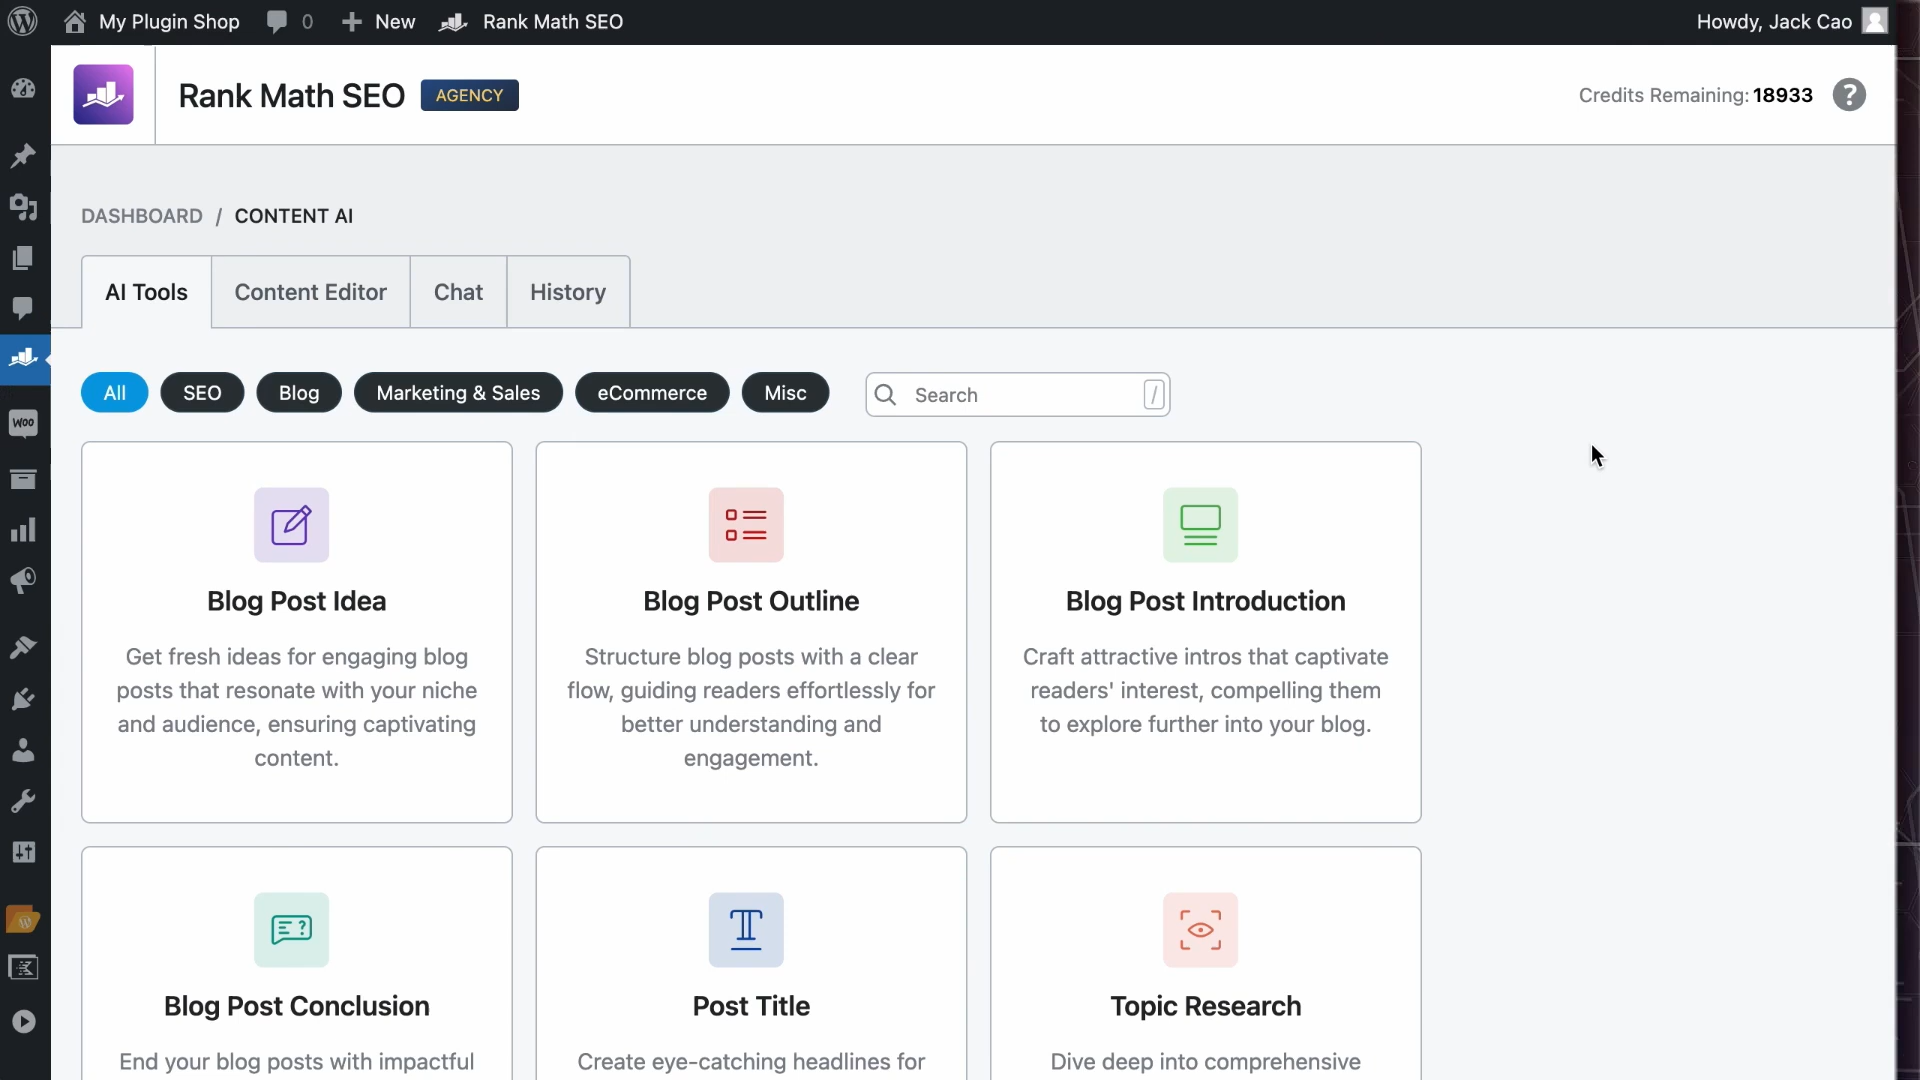 My Plugin Shop 0 New Rank Math SEO Howdy, Jack Cao
Rank Math SEO AGENCY Credits Remaining: 18933 ?
DASHBOARD / CONTENT AI
AI Tools Content Editor Chat History
All SEO Blog Marketing & Sales eCommerce Misc Search /
Woo
Blog Post Idea
Get fresh ideas for engaging blog
posts that resonate with your niche
and audience, ensuring captivating
content.
Blog Post Outline
Structure blog posts with a clear
flow, guiding readers effortlessly for
better understanding and
engagement.
Blog Post Introduction
Craft attractive intros that captivate
readers' interest, compelling them
to explore further into your blog.
Blog Post Conclusion
End your blog posts with impactful
Post Title
Create eye-catching headlines for
Topic Research
Dive deep into comprehensive